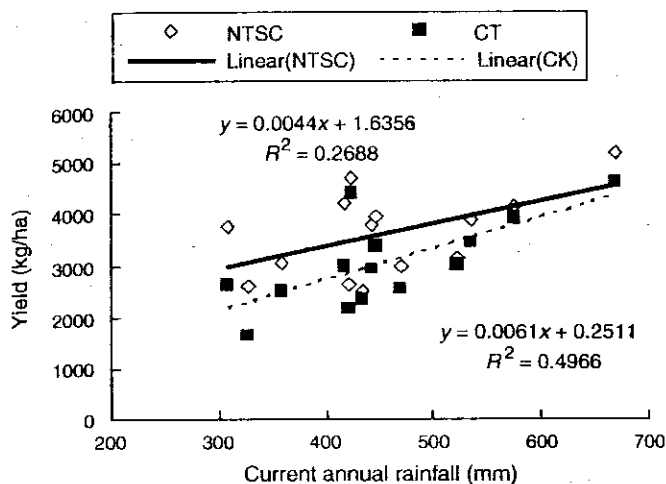 NTSC CT
Linear(NTSC) Linear(CK)
6000
5000
4000
3000
2000
1000
0
Yield (kg/ha)
y = 0.0044x + 1.6356
R² = 0.2688
y = 0.0061x + 0.2511
R² = 0.4966
200 300 400 500 600 700
Current annual rainfall (mm)